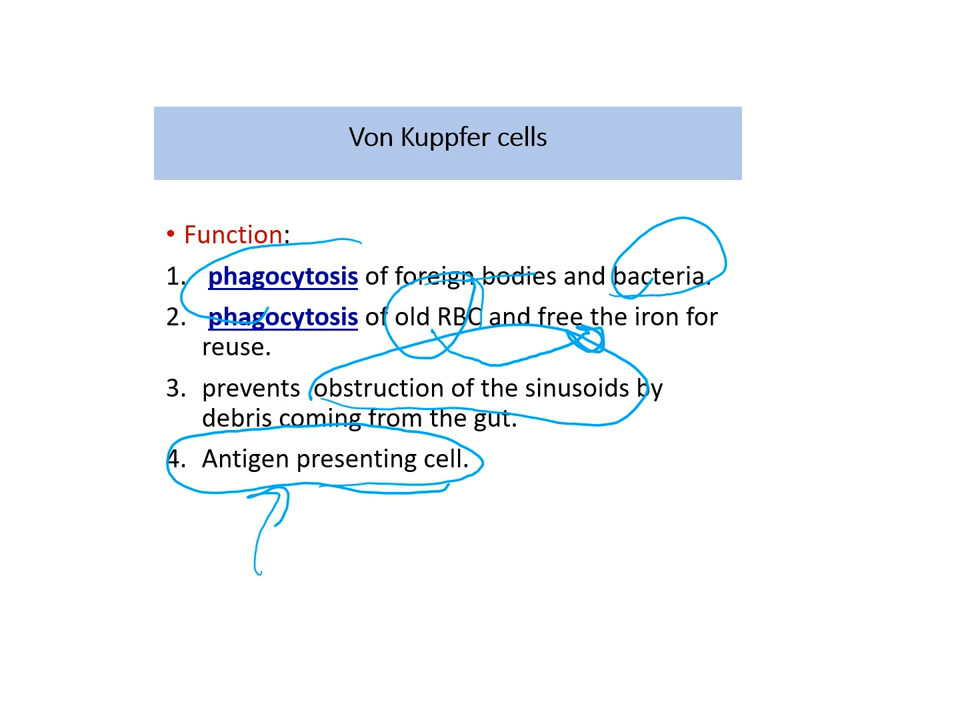 Von Kuppfer cells
• Function:
1. phagocytosis of foreign bodies and bacteria.
2. phagocytosis of old RBC and free the iron for
reuse.
3. prevents obstruction of the sinusoids by
debris coming from the gut.
4. Antigen presenting cell.